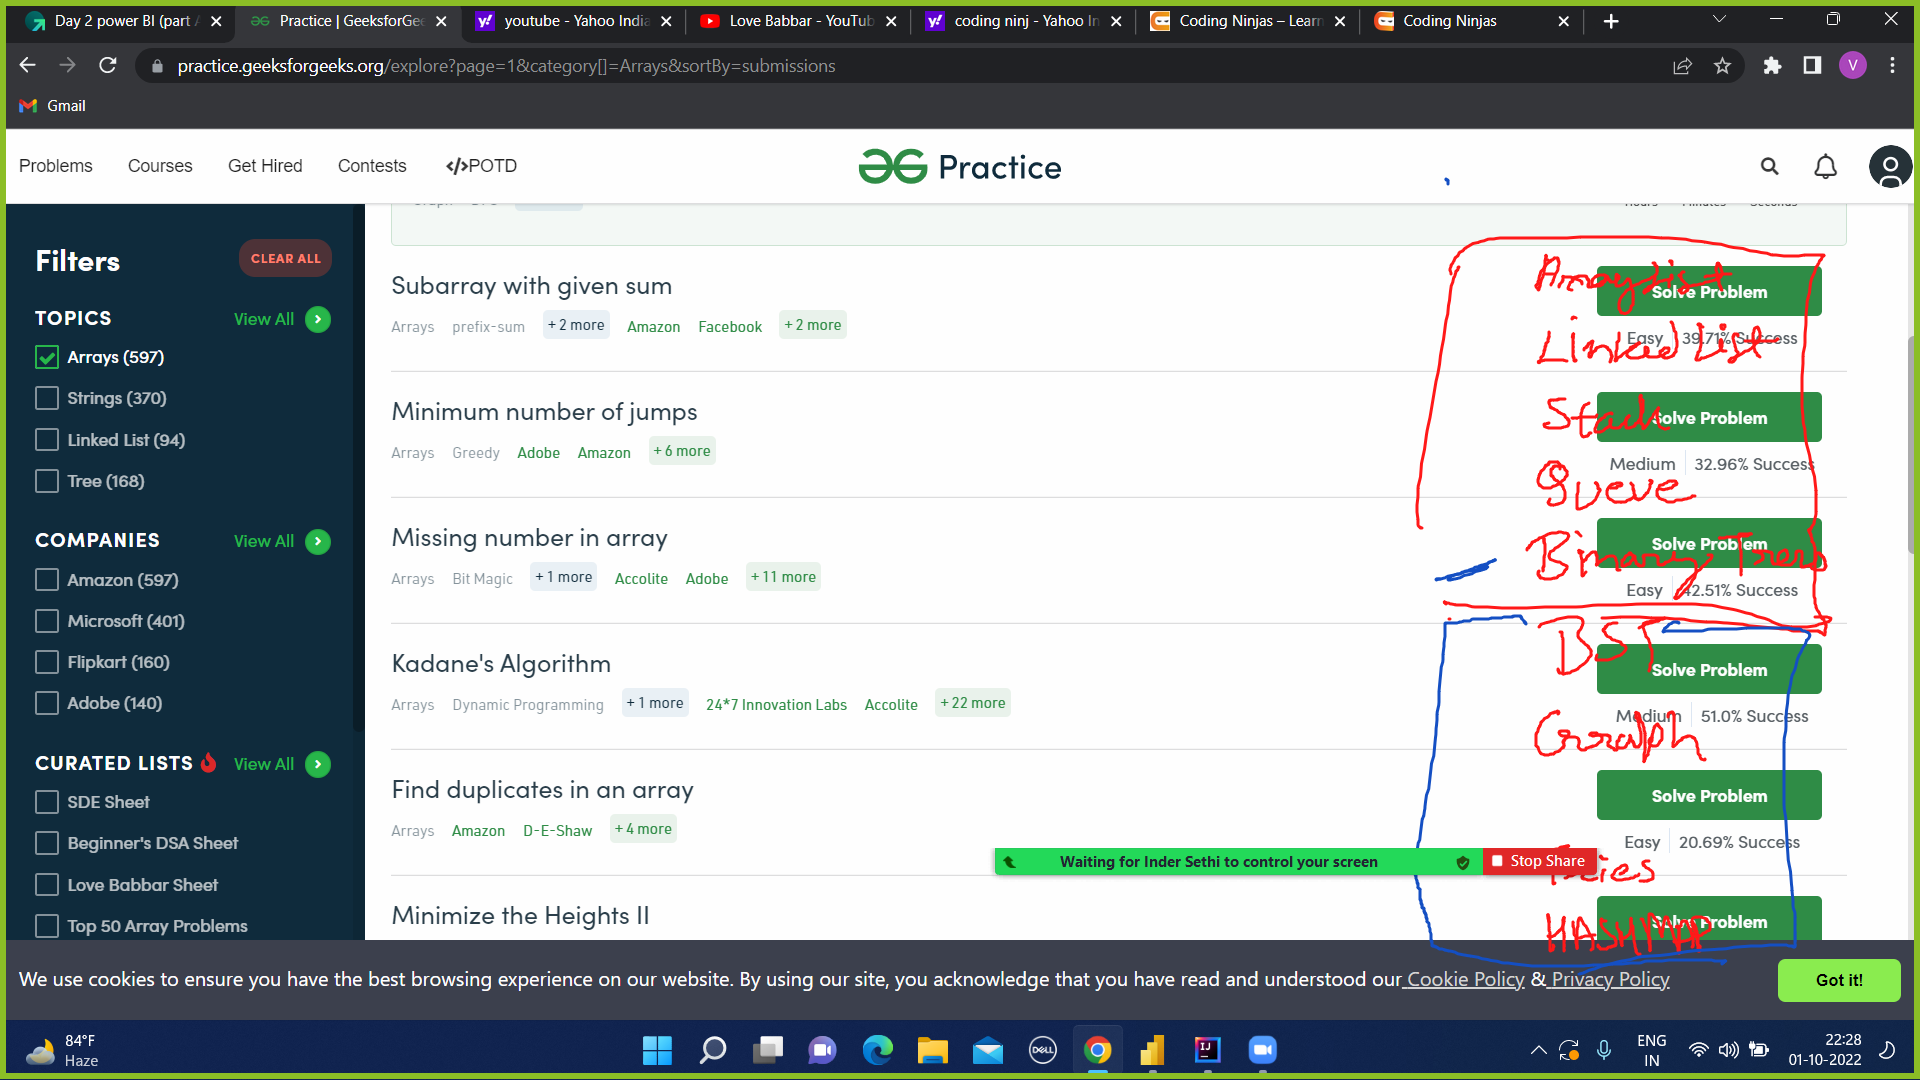 Day 2 power BI (part
Practice | GeeksforGee
youtube - Yahoo India
Love Babbar - YouTub
coding ninj - Yahoo In
Coding Ninjas – Learn
Coding Ninjas
practice.geeksforgeeks.org/explore?page=1&category[]=Arrays&sortBy=submissions
V
Gmail
Problems
Courses
Get Hired
Contests
</>POTD
Practice
Filters
CLEAR ALL
TOPICS
View All
Arrays (597)
Strings (370)
Linked List (94)
Tree (168)
COMPANIES
View All
Amazon (597)
Microsoft (401)
Flipkart (160)
Adobe (140)
CURATED LISTS
View All
SDE Sheet
Beginner's DSA Sheet
Love Babbar Sheet
Top 50 Array Problems
Subarray with given sum
Arrays prefix-sum + 2 more Amazon Facebook + 2 more
Solve Problem
Easy 39.71% Success
Minimum number of jumps
Arrays Greedy Adobe Amazon + 6 more
Solve Problem
Medium 32.96% Success
Missing number in array
Arrays Bit Magic + 1 more Accolite Adobe + 11 more
Solve Problem
Easy 42.51% Success
Kadane's Algorithm
Arrays Dynamic Programming + 1 more 24*7 Innovation Labs Accolite + 22 more
Solve Problem
Medium 51.0% Success
Find duplicates in an array
Arrays Amazon D-E-Shaw + 4 more
Solve Problem
Easy 20.69% Success
Minimize the Heights II
Solve Problem
Array List
Linked List
Stack
Queue
Binary Trees
BST
Graph
Tries
HASHMAP
Waiting for Inder Sethi to control your screen
Stop Share
We use cookies to ensure you have the best browsing experience on our website. By using our site, you acknowledge that you have read and understood our Cookie Policy & Privacy Policy
Got it!
84°F
Haze
DELL
IJ
ENG
IN
22:28
01-10-2022